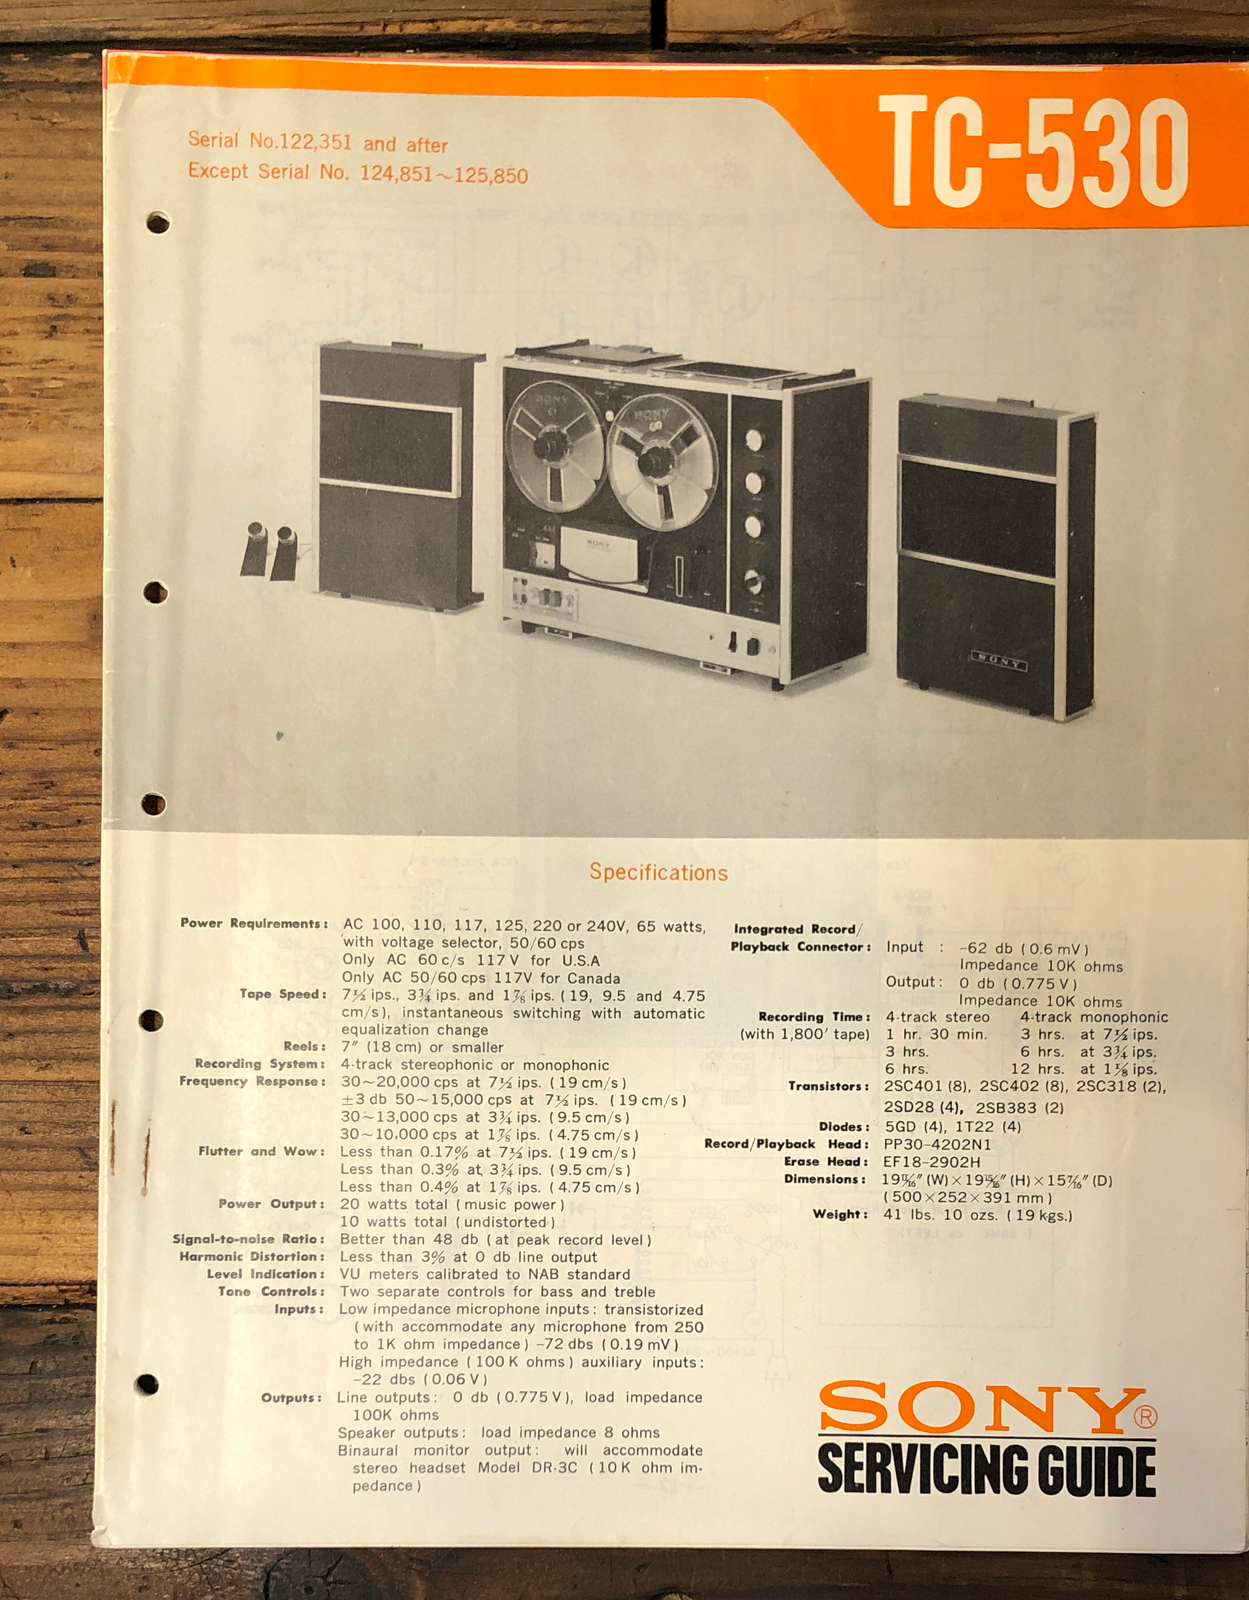 TC-530
Serial No.122,351 and after
Except Serial No. 124,851~125,850
SONY
SONY
SONY
SONY
Specifications
Power Requirements: AC 100, 110, 117, 125, 220 or 240V, 65 watts,
with voltage selector, 50/60 cps
Only AC 60 c/s 117 V for U.S.A
Only AC 50/60 cps 117V for Canada
Tape Speed: 7½ ips., 3¾ ips. and 1⅞ ips. ( 19, 9.5 and 4.75
cm/s ), instantaneous switching with automatic
equalization change
Reels: 7" (18 cm) or smaller
Recording System: 4-track stereophonic or monophonic
Frequency Response: 30~20,000 cps at 7½ ips. ( 19 cm/s )
±3 db 50~15,000 cps at 7½ ips. ( 19 cm/s )
30~13,000 cps at 3¾ ips. ( 9.5 cm/s )
30~10,000 cps at 1⅞ ips. ( 4.75 cm/s )
Flutter and Wow: Less than 0.17% at 7½ ips. ( 19 cm/s )
Less than 0.3% at 3¾ ips. ( 9.5 cm/s )
Less than 0.4% at 1⅞ ips. ( 4.75 cm/s )
Power Output: 20 watts total ( music power )
10 watts total ( undistorted )
Signal-to-noise Ratio: Better than 48 db ( at peak record level )
Harmonic Distortion: Less than 3% at 0 db line output
Level Indication: VU meters calibrated to NAB standard
Tone Controls: Two separate controls for bass and treble
Inputs: Low impedance microphone inputs: transistorized
( with accommodate any microphone from 250
to 1K ohm impedance ) -72 dbs ( 0.19 mV )
High impedance ( 100 K ohms ) auxiliary inputs:
-22 dbs ( 0.06 V )
Outputs: Line outputs: 0 db ( 0.775 V ), load impedance
100K ohms
Speaker outputs: load impedance 8 ohms
Binaural monitor output: will accommodate
stereo headset Model DR-3C ( 10 K ohm im-
pedance )
Integrated Record/
Playback Connector: Input : -62 db ( 0.6 mV )
Impedance 10K ohms
Output: 0 db ( 0.775 V )
Impedance 10K ohms
Recording Time: 4-track stereo 4-track monophonic
(with 1,800' tape) 1 hr. 30 min. 3 hrs. at 7½ ips.
3 hrs. 6 hrs. at 3¾ ips.
6 hrs. 12 hrs. at 1⅞ ips.
Transistors: 2SC401 (8), 2SC402 (8), 2SC318 (2),
2SD28 (4), 2SB383 (2)
Diodes: 5GD (4), 1T22 (4)
Record/Playback Head: PP30-4202N1
Erase Head: EF18-2902H
Dimensions: (W) × (H) × 15 7/16" (D)
( 500×252×391 mm )
Weight: 41 lbs. 10 ozs. ( 19 kgs.)
SONY®
SERVICING GUIDE